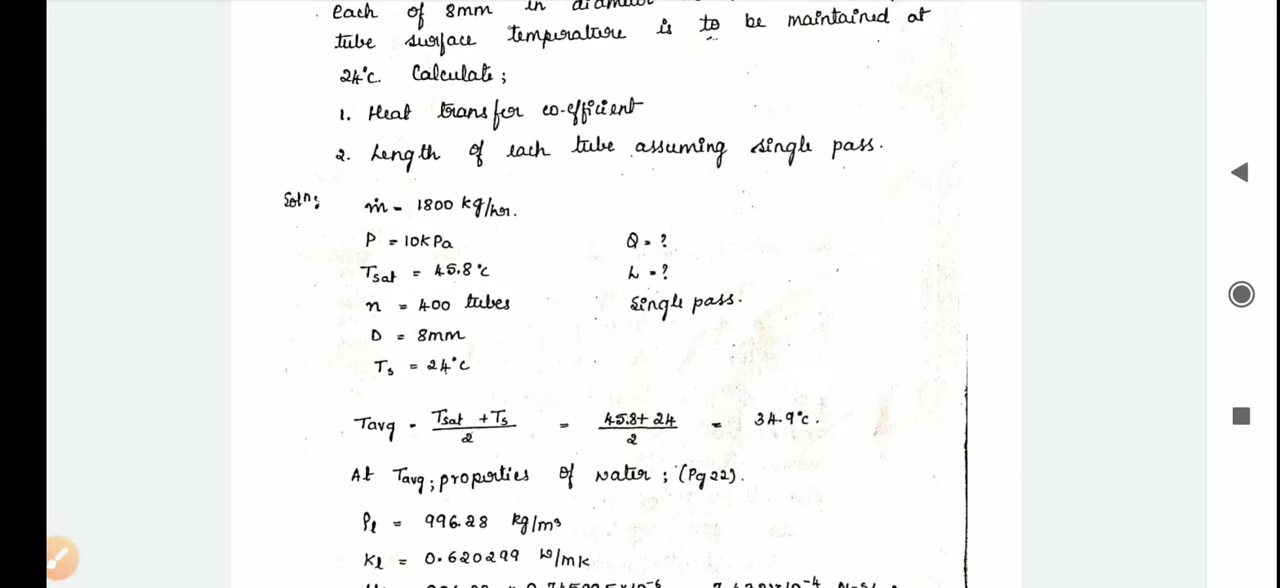 each of 8mm in diameter
tube surface temperature is to be maintained at
24°c. Calculate;
1. Heat transfer co-efficient
2. Length of each tube assuming single pass.
Soln;
ṁ = 1800 kg/hr.
P = 10kPa Q = ?
Tsat = 45.8°c L = ?
n = 400 tubes single pass.
D = 8mm
Ts = 24°c
Tavg = Tsat + Ts / 2 = 45.8+24 / 2 = 34.9°c.
At Tavg; properties of water; (Pg 22).
ρl = 996.28 kg/m³
Kl = 0.620299 W/mk